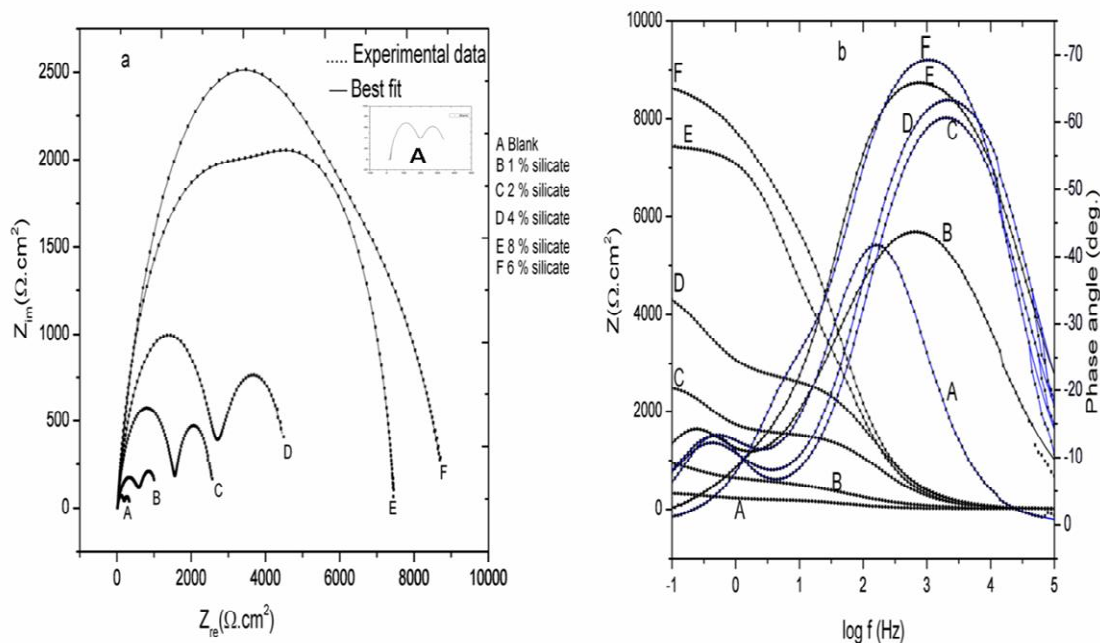 a
..... Experimental data
— Best fit
A
A Blank
B 1 % silicate
C 2 % silicate
D 4 % silicate
E 8 % silicate
F 6 % silicate
2500
2000
1500
1000
500
0
Z_im(Ω.cm²)
A
B
C
D
E
F
0 2000 4000 6000 8000 10000
Z_re(Ω.cm²)
b
10000
8000
6000
4000
2000
0
Z(Ω.cm²)
F
E
D
C
B
A
F
E
D
C
B
A
-70
-60
-50
-40
-30
-20
-10
0
Phase angle (deg.)
-1 0 1 2 3 4 5
log f (Hz)